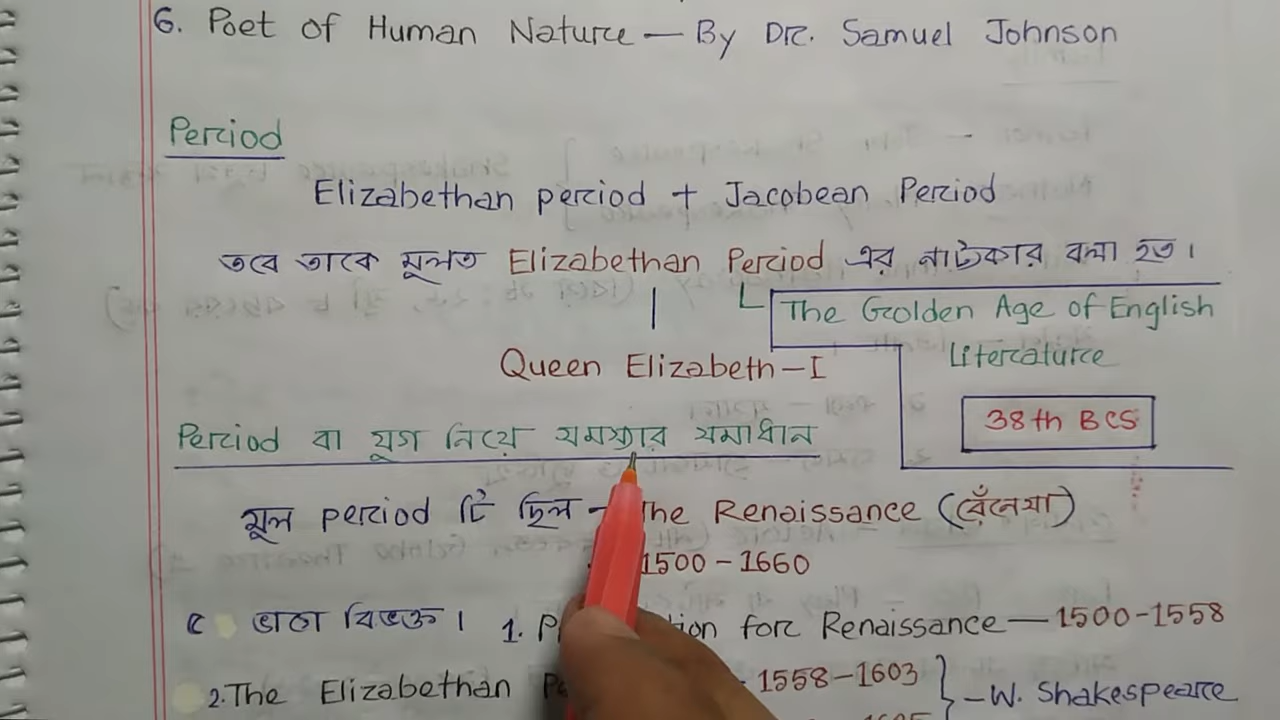 6. Poet of Human Nature — By Dr. Samuel Johnson
Period
Elizabethan period + Jacobean Period
তবে তাকে মূলত Elizabethan Period এর নাট্যকার বলা হত।
The Golden Age of English
Literature
Queen Elizabeth - I
38th BCS
Period বা যুগ নিয়ে সমস্যার সমাধান
মূল period টি ছিল - The Renaissance (রেঁনেসা)
1500 - 1660
৫ ভাগে বিভক্ত।
1. for Renaissance — 1500-1558
2. The Elizabethan 1558-1603
- W. Shakespeare